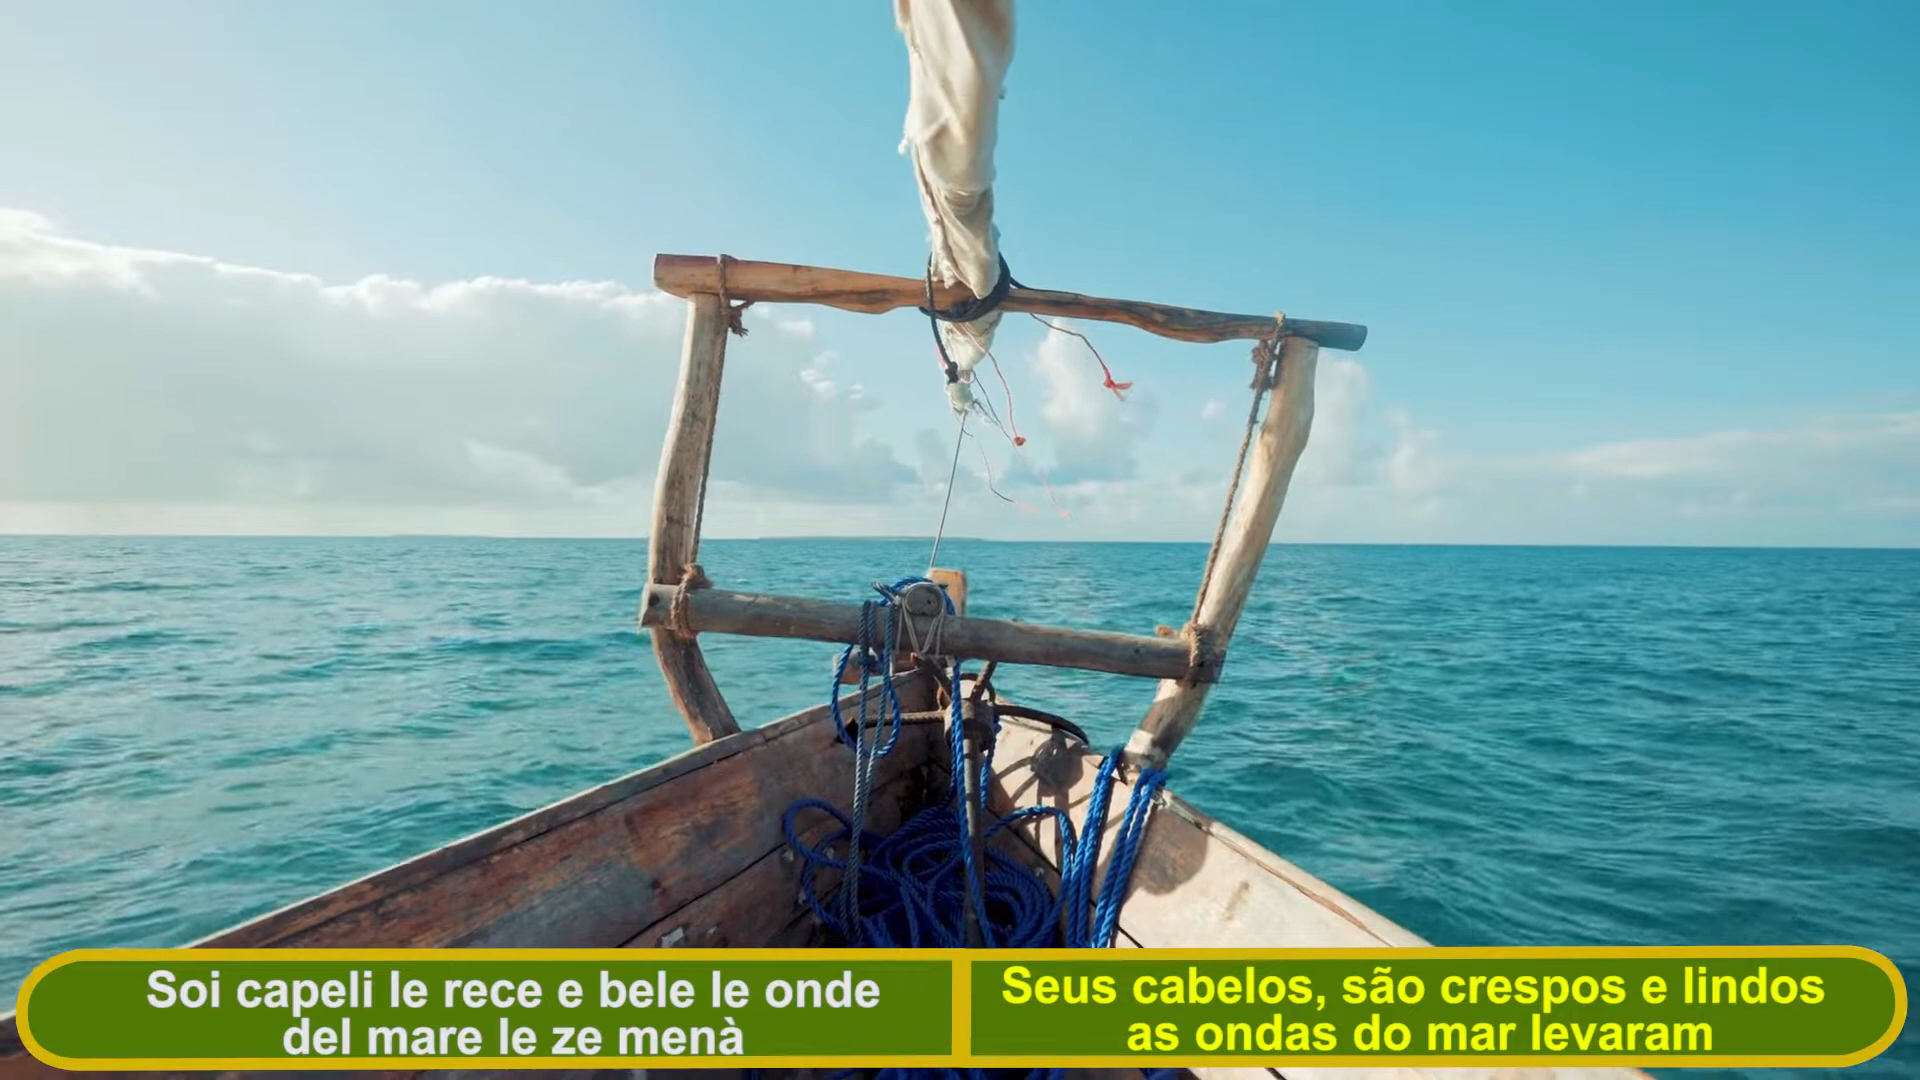 Soi capeli le rece e bele le onde
del mare le ze menà
Seus cabelos, são crespos e lindos
as ondas do mar levaram